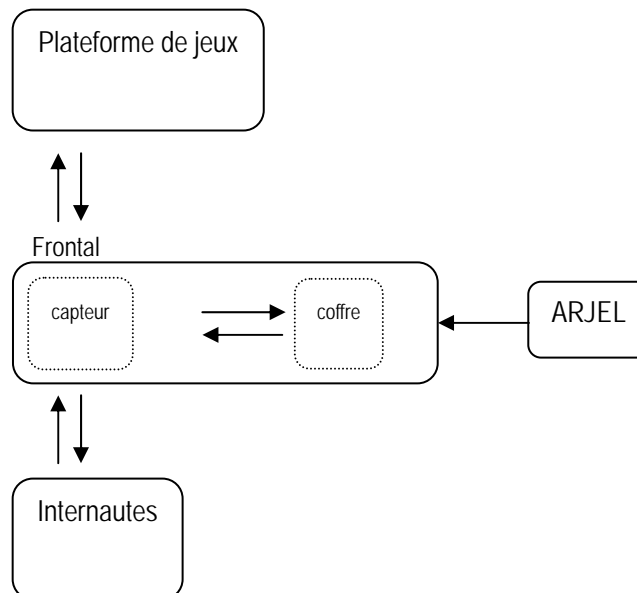 Plateforme de jeux
Frontal
capteur
coffre
ARJEL
Internautes